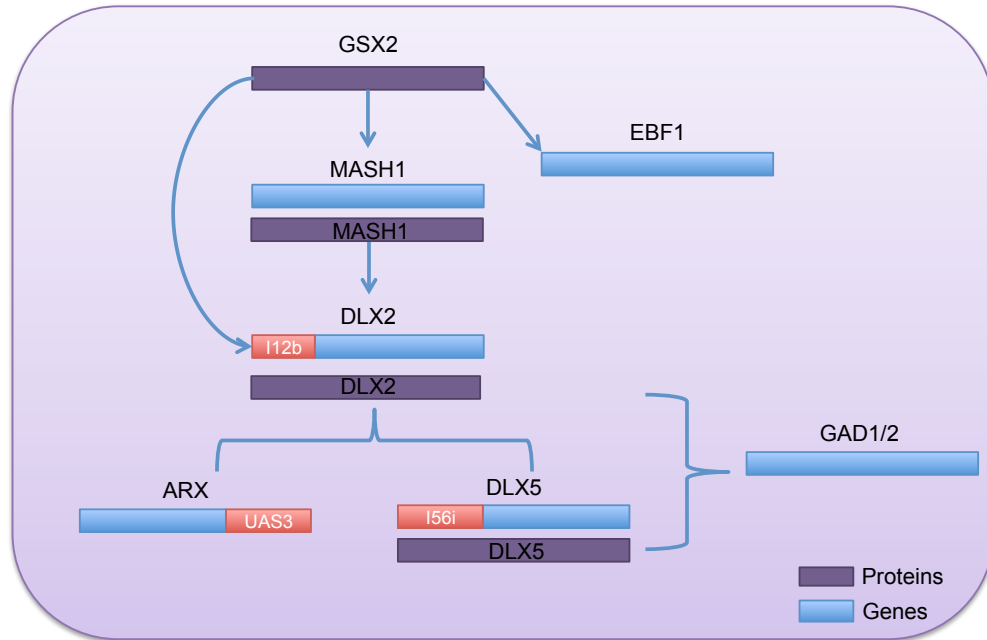 GSX2
EBF1
MASH1
MASH1
DLX2
I12b
DLX2
GAD1/2
ARX
DLX5
UAS3
I56i
DLX5
Proteins
Genes